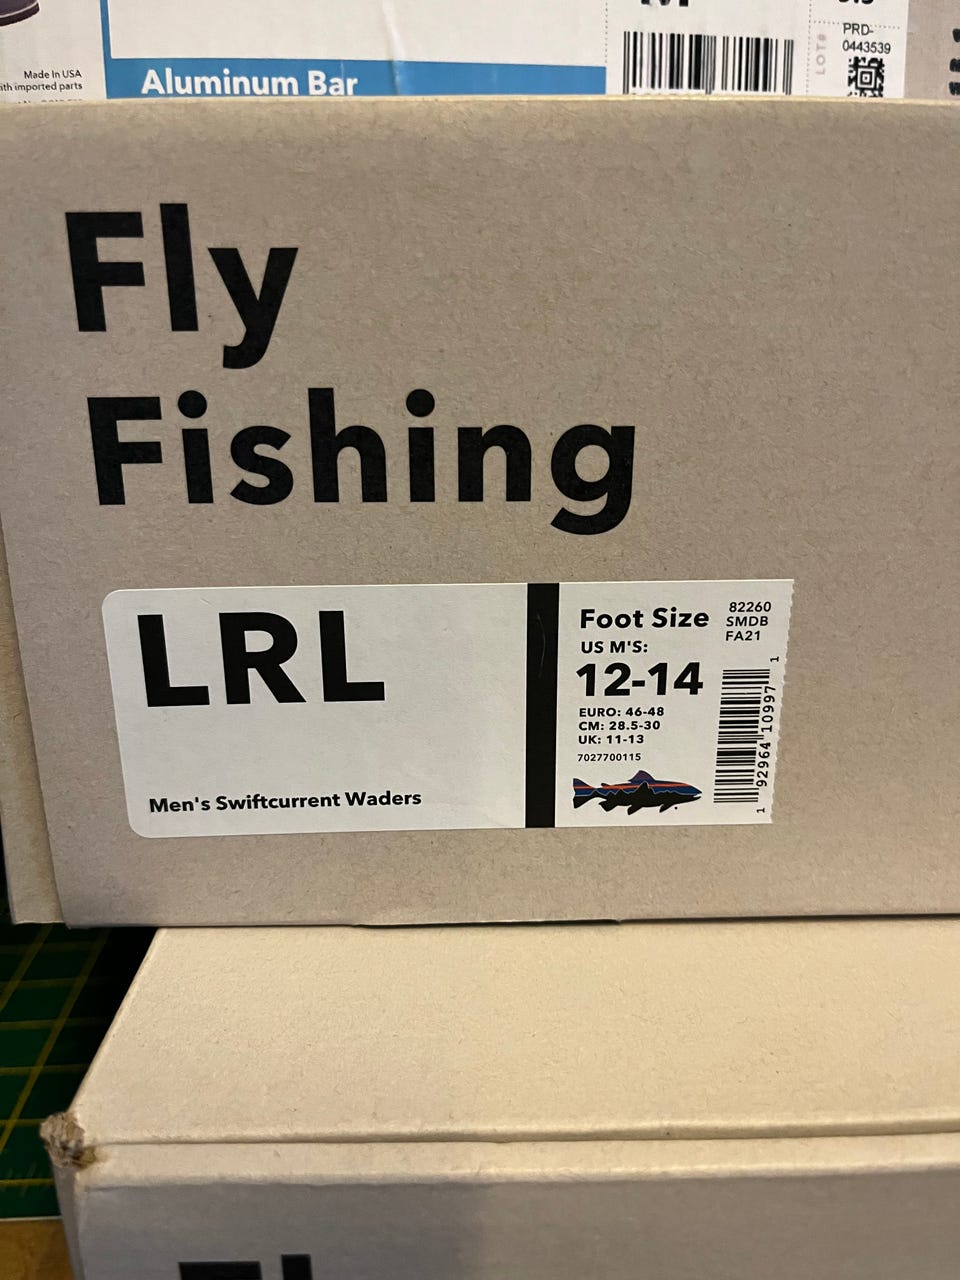 Made In USA
ith imported parts
Aluminum Bar
LOT#
PRD-
0443539
Fly
Fishing
LRL
Men's Swiftcurrent Waders
Foot Size
US M'S:
12-14
EURO: 46-48
CM: 28.5-30
UK: 11-13
7027700115
82260
SMDB
FA21
1 92964 10997 1